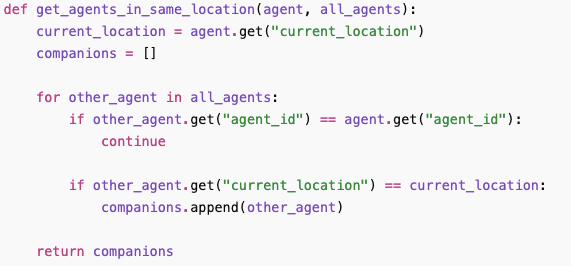 def get_agents_in_same_location(agent, all_agents):
    current_location = agent.get("current_location")
    companions = []

    for other_agent in all_agents:
        if other_agent.get("agent_id") == agent.get("agent_id"):
            continue

        if other_agent.get("current_location") == current_location:
            companions.append(other_agent)

    return companions